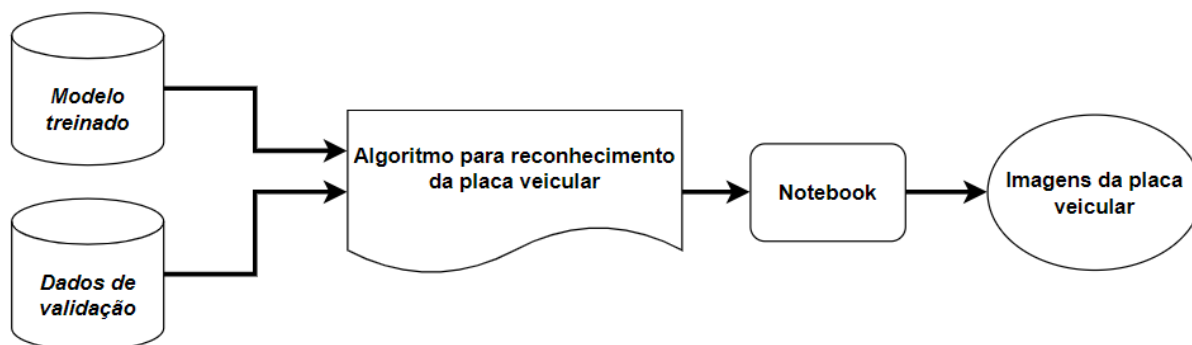 Modelo
treinado
Algoritmo para reconhecimento
da placa veicular
Notebook
Imagens da placa
veicular
Dados de
validação